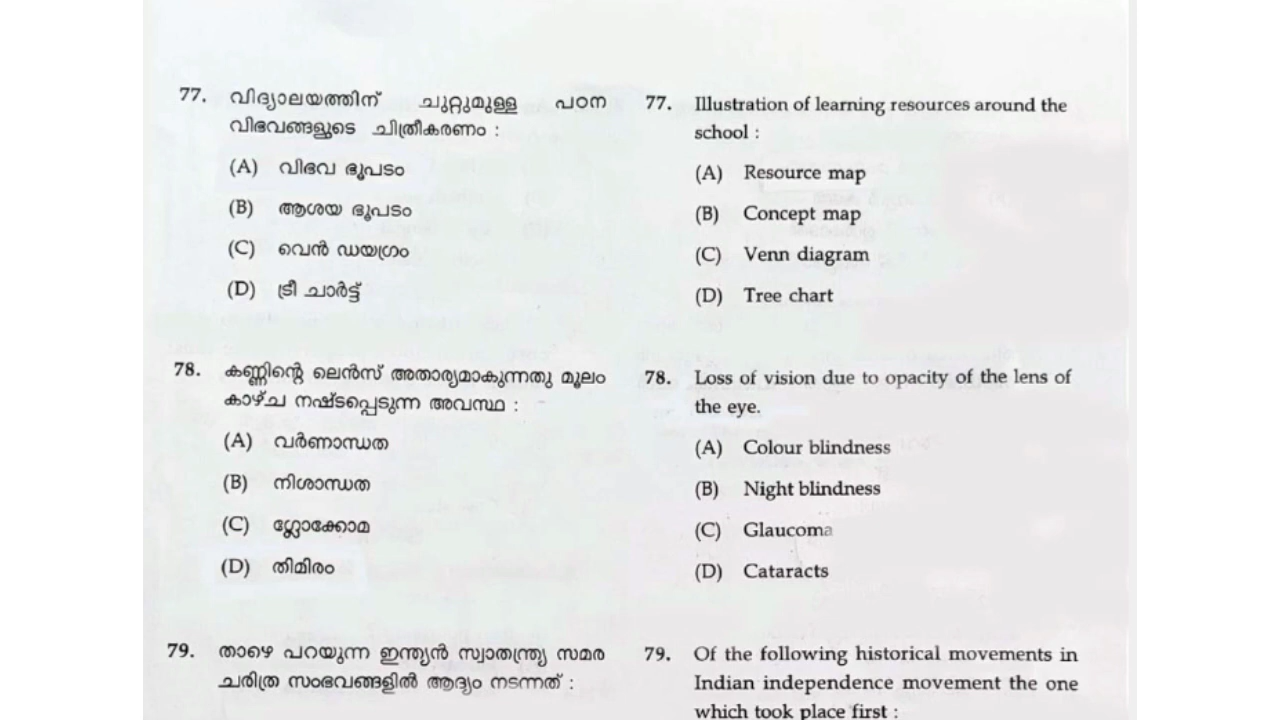 77. വിദ്യാലയത്തിന് ചുറ്റുമുള്ള പഠന
വിഭവങ്ങളുടെ ചിത്രീകരണം :
(A) വിഭവ ഭൂപടം
(B) ആശയ ഭൂപടം
(C) വെൻ ഡയഗ്രം
(D) ട്രീ ചാർട്ട്
78. കണ്ണിന്റെ ലെൻസ് അതാര്യമാകുന്നതു മൂലം
കാഴ്ച നഷ്ടപ്പെടുന്ന അവസ്ഥ :
(A) വർണാന്ധത
(B) നിശാന്ധത
(C) ഗ്ലോക്കോമ
(D) തിമിരം
79. താഴെ പറയുന്ന ഇന്ത്യൻ സ്വാതന്ത്ര്യ സമര
ചരിത്ര സംഭവങ്ങളിൽ ആദ്യം നടന്നത് :
77. Illustration of learning resources around the
school :
(A) Resource map
(B) Concept map
(C) Venn diagram
(D) Tree chart
78. Loss of vision due to opacity of the lens of
the eye.
(A) Colour blindness
(B) Night blindness
(C) Glaucoma
(D) Cataracts
79. Of the following historical movements in
Indian independence movement the one
which took place first :